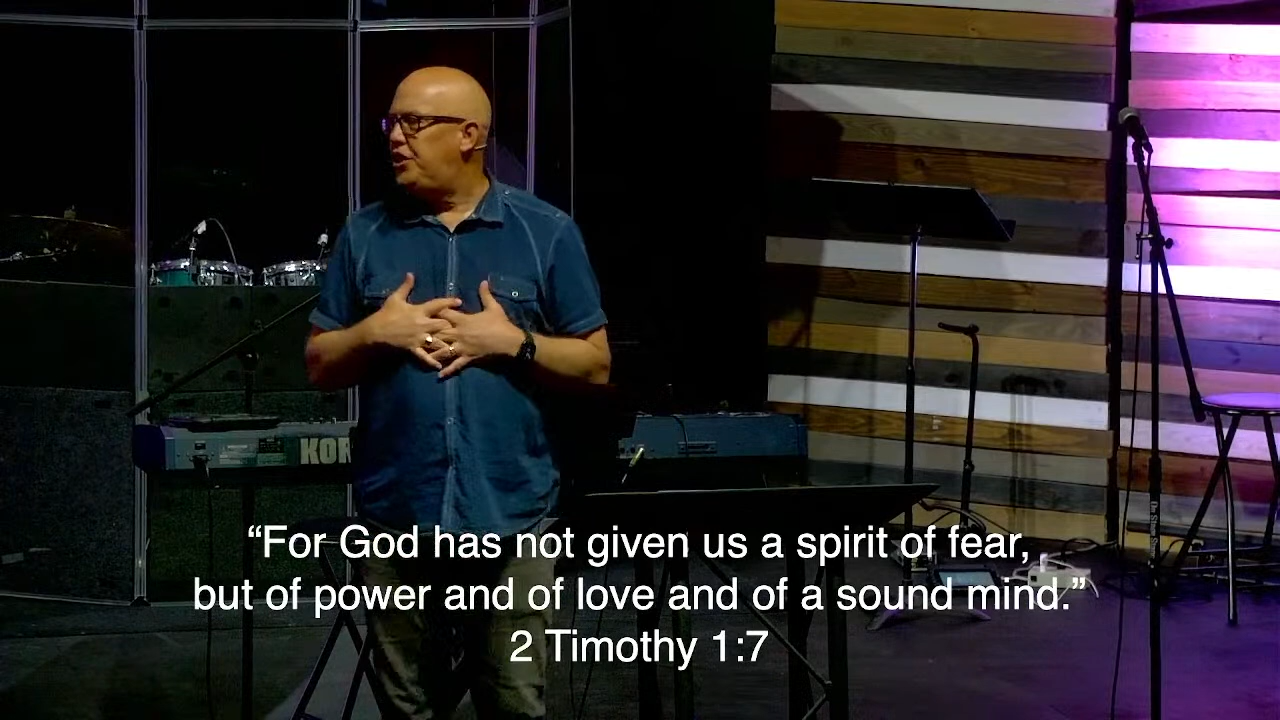 KOR
“For God has not given us a spirit of fear,
but of power and of love and of a sound mind.”
2 Timothy 1:7